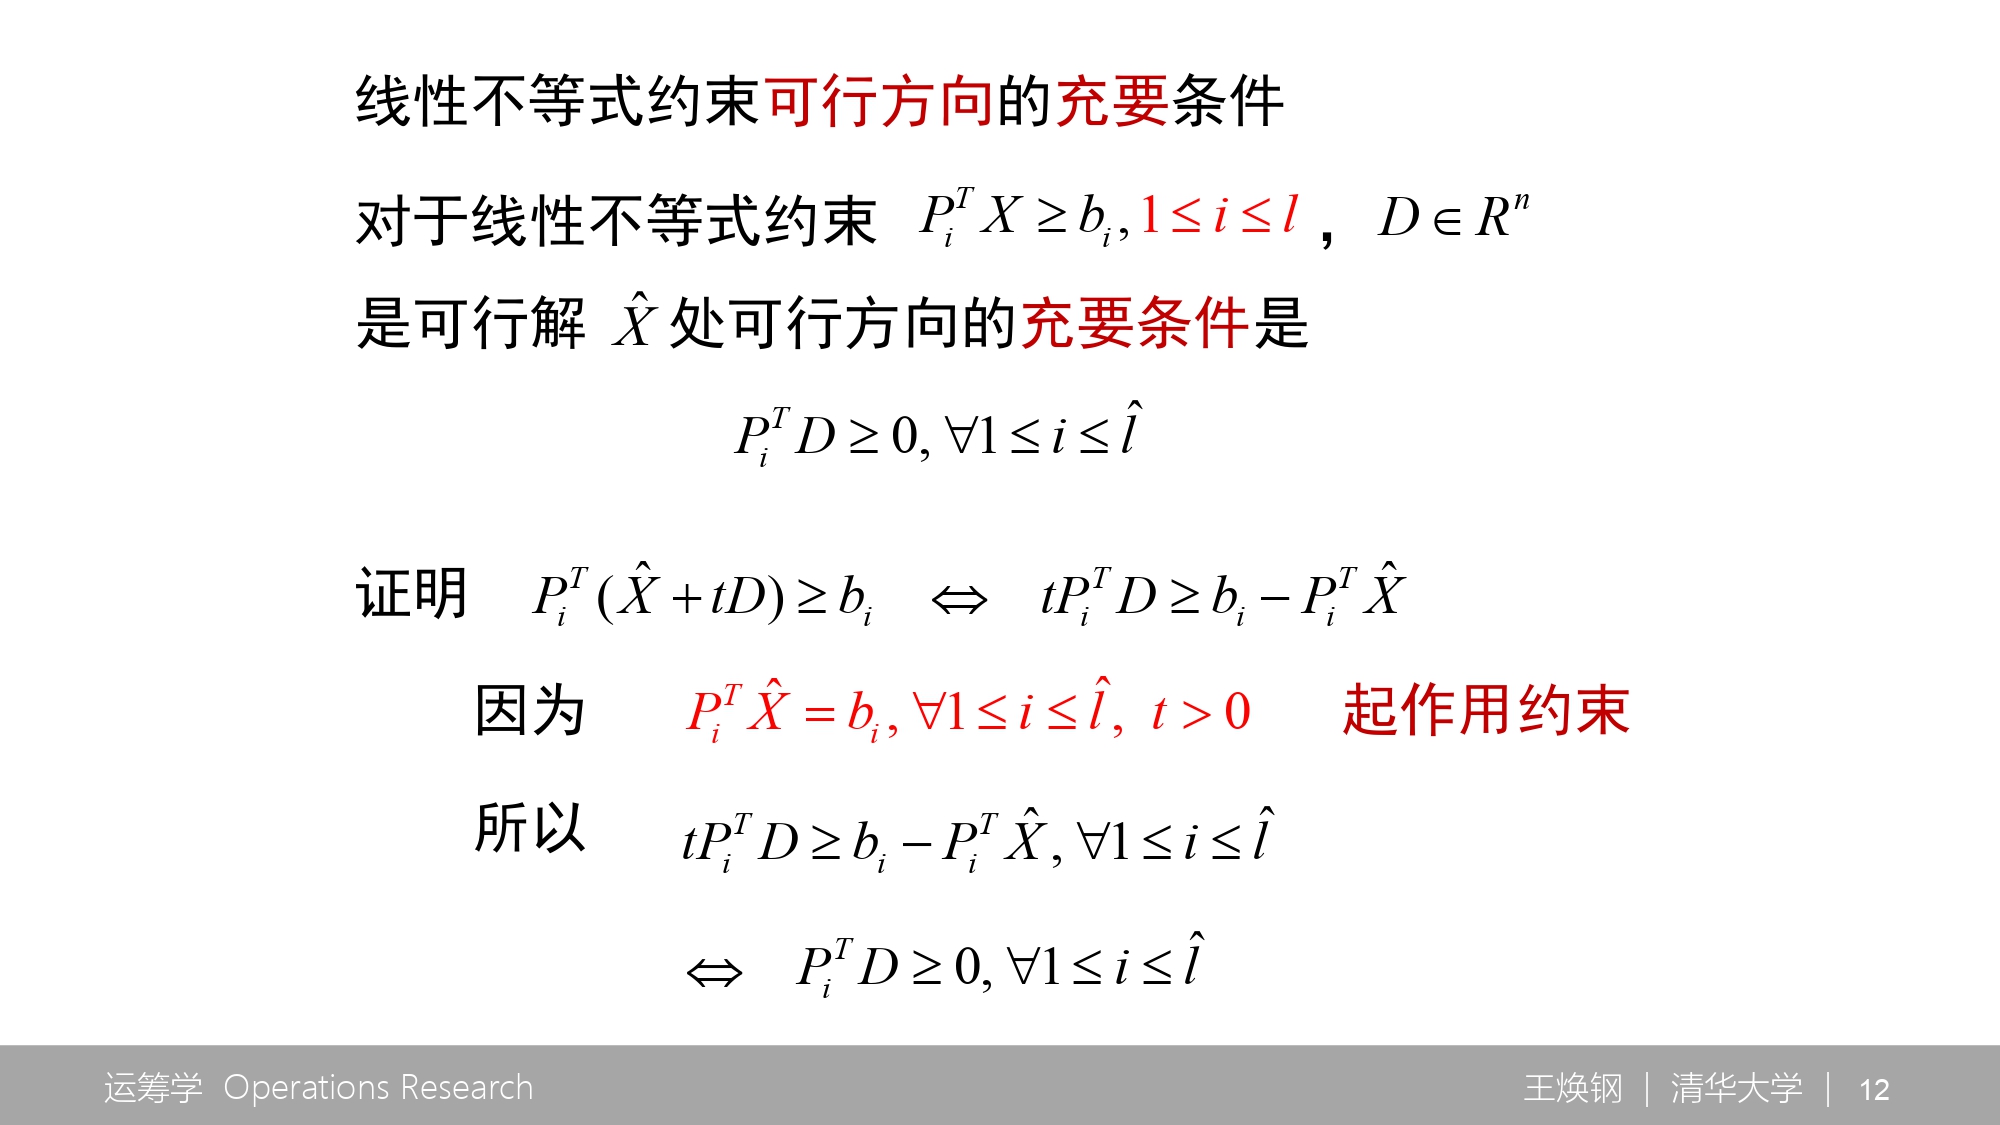 线性不等式约束可行方向的充要条件
对于线性不等式约束 $P_i^T X \geq b_i, 1 \leq i \leq l$ ， $D \in R^n$
是可行解 $\hat{X}$ 处可行方向的充要条件是
$P_i^T D \geq 0, \forall 1 \leq i \leq \hat{l}$
证明 $P_i^T (\hat{X} + tD) \geq b_i$ $\Leftrightarrow$ $tP_i^T D \geq b_i - P_i^T \hat{X}$
因为 $P_i^T \hat{X} = b_i, \forall 1 \leq i \leq \hat{l}, t > 0$ 起作用约束
所以 $tP_i^T D \geq b_i - P_i^T \hat{X}, \forall 1 \leq i \leq \hat{l}$
$\Leftrightarrow$ $P_i^T D \geq 0, \forall 1 \leq i \leq \hat{l}$
运筹学 Operations Research 王焕钢 | 清华大学 | 12